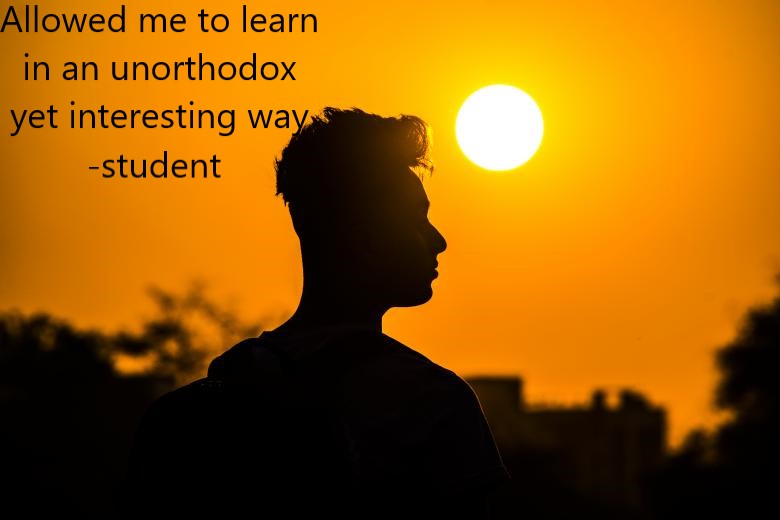 Allowed me to learn
in an unorthodox
yet interesting way
-student